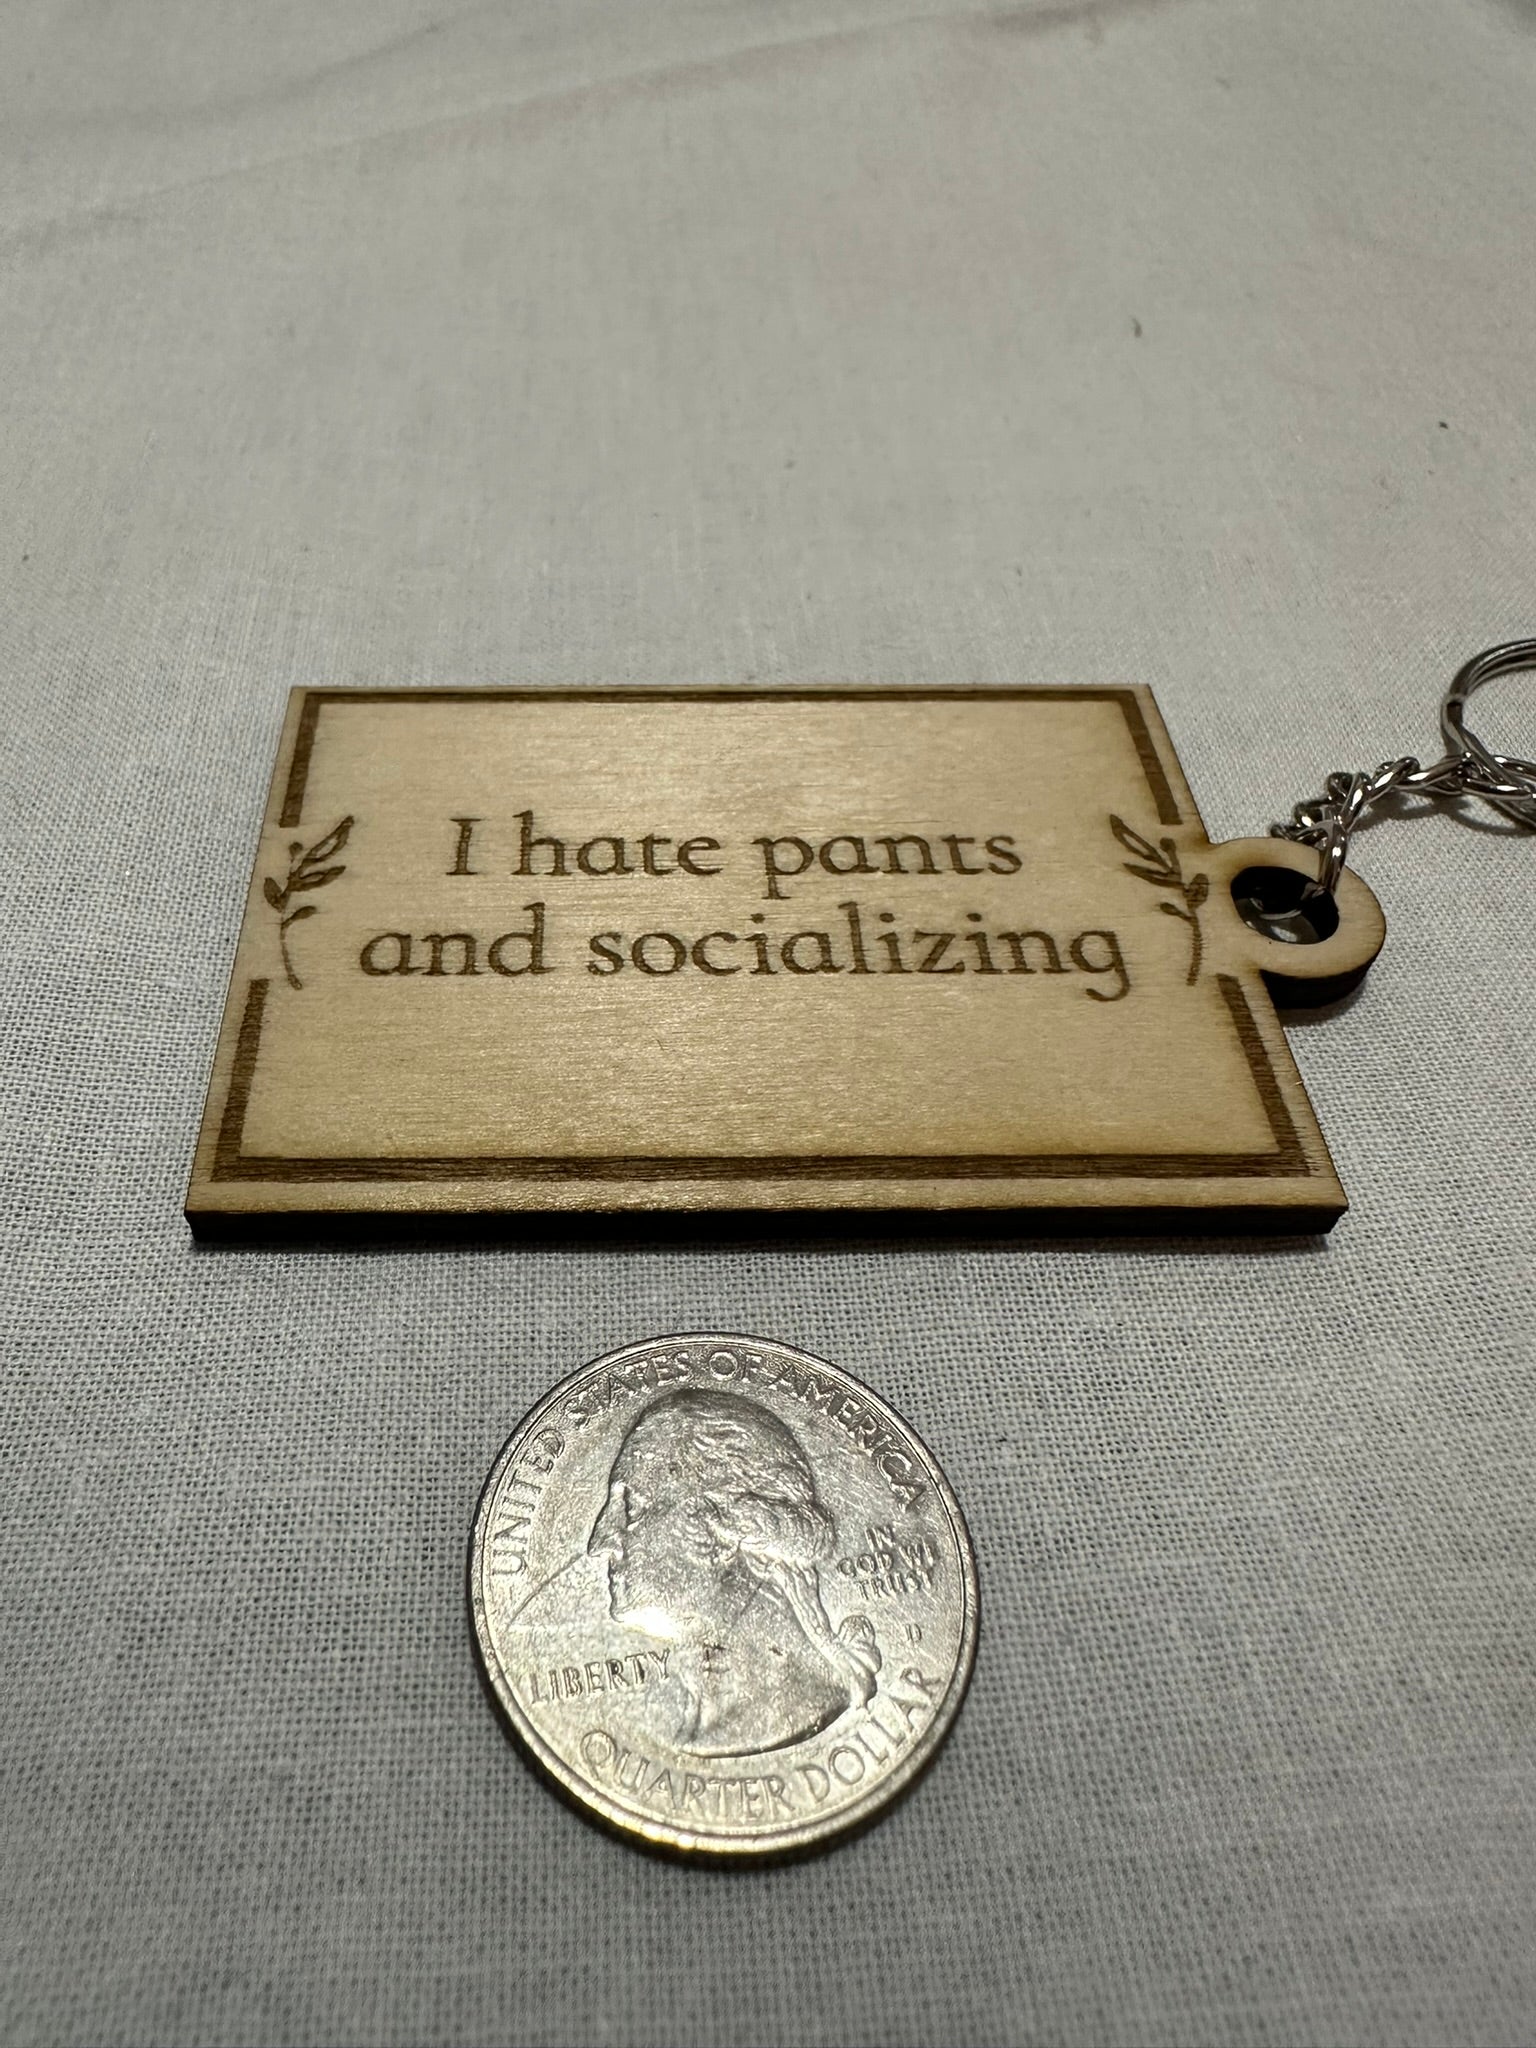 I hate pants
and socializing
UNITED STATES OF AMERICA
IN
GOD WE
TRUST
D
LIBERTY
QUARTER DOLLAR